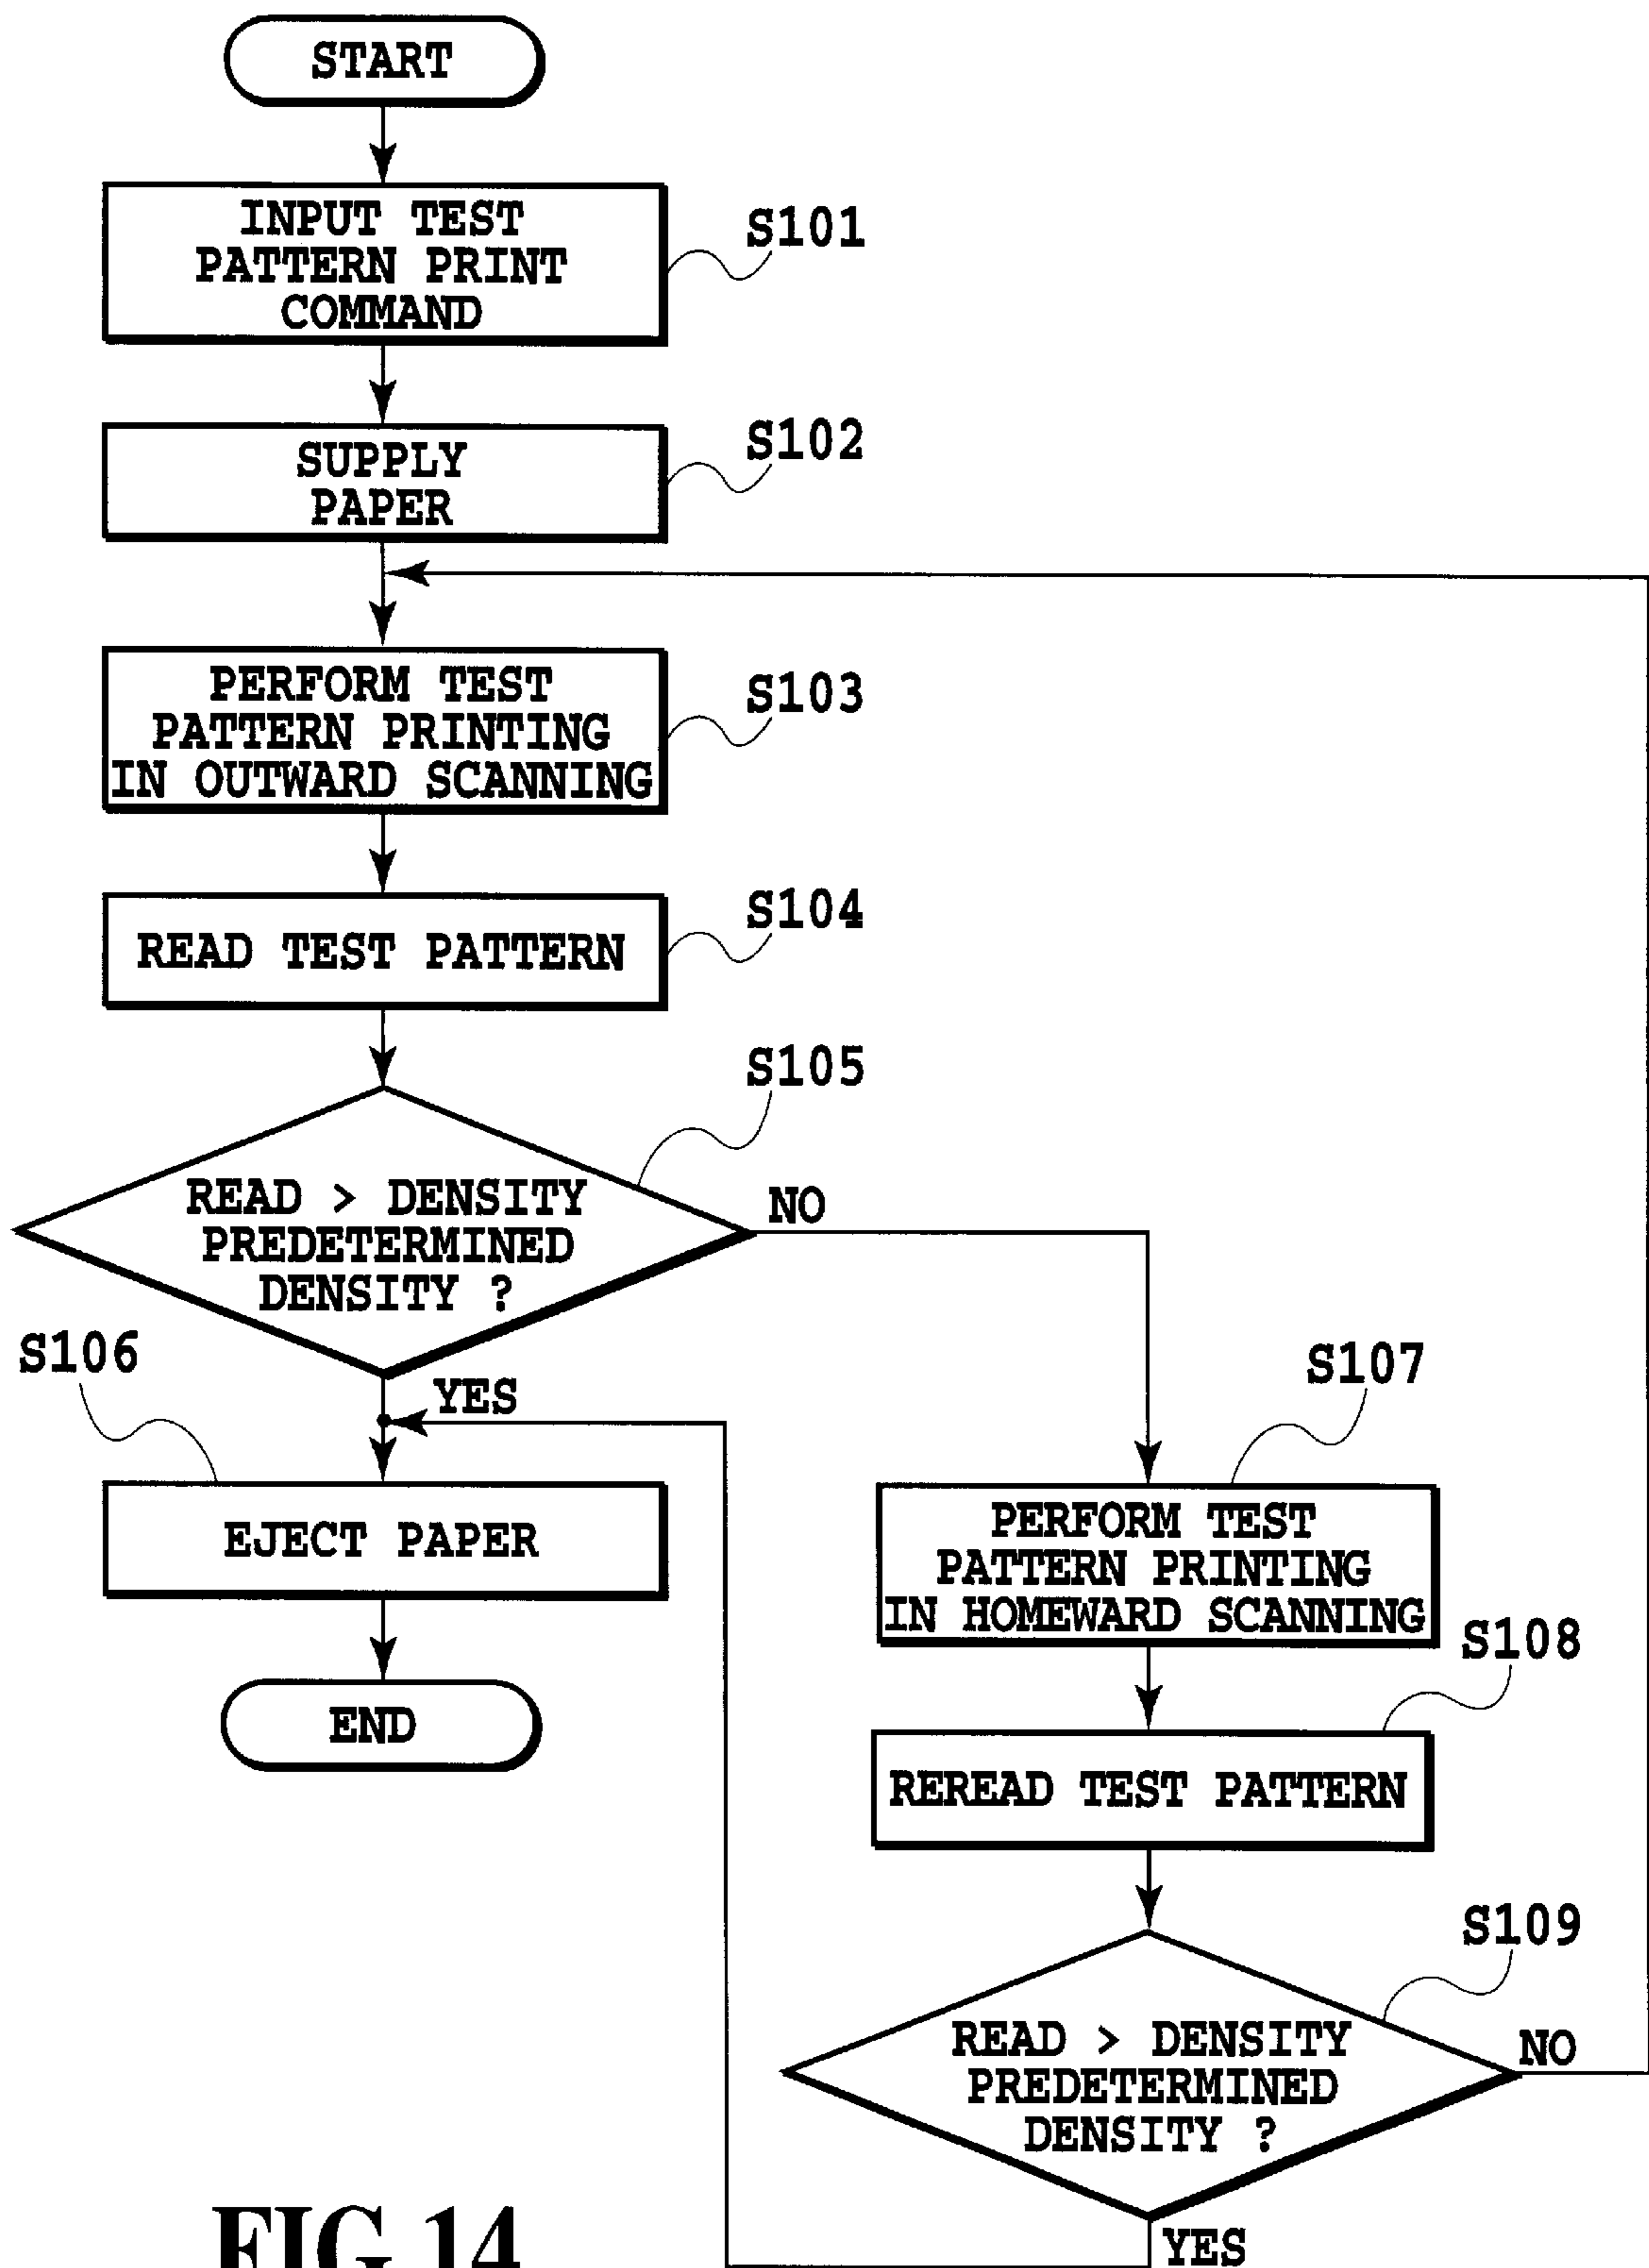 START
INPUT TEST
PATTERN PRINT
COMMAND
S101
SUPPLY
PAPER
S102
PERFORM TEST
PATTERN PRINTING
IN OUTWARD SCANNING
S103
READ TEST PATTERN
S104
READ > DENSITY
PREDETERMINED
DENSITY ?
S105
NO
YES
S106
EJECT PAPER
END
S107
PERFORM TEST
PATTERN PRINTING
IN HOMEWARD SCANNING
S108
REREAD TEST PATTERN
S109
READ > DENSITY
PREDETERMINED
DENSITY ?
NO
YES
FIG.14